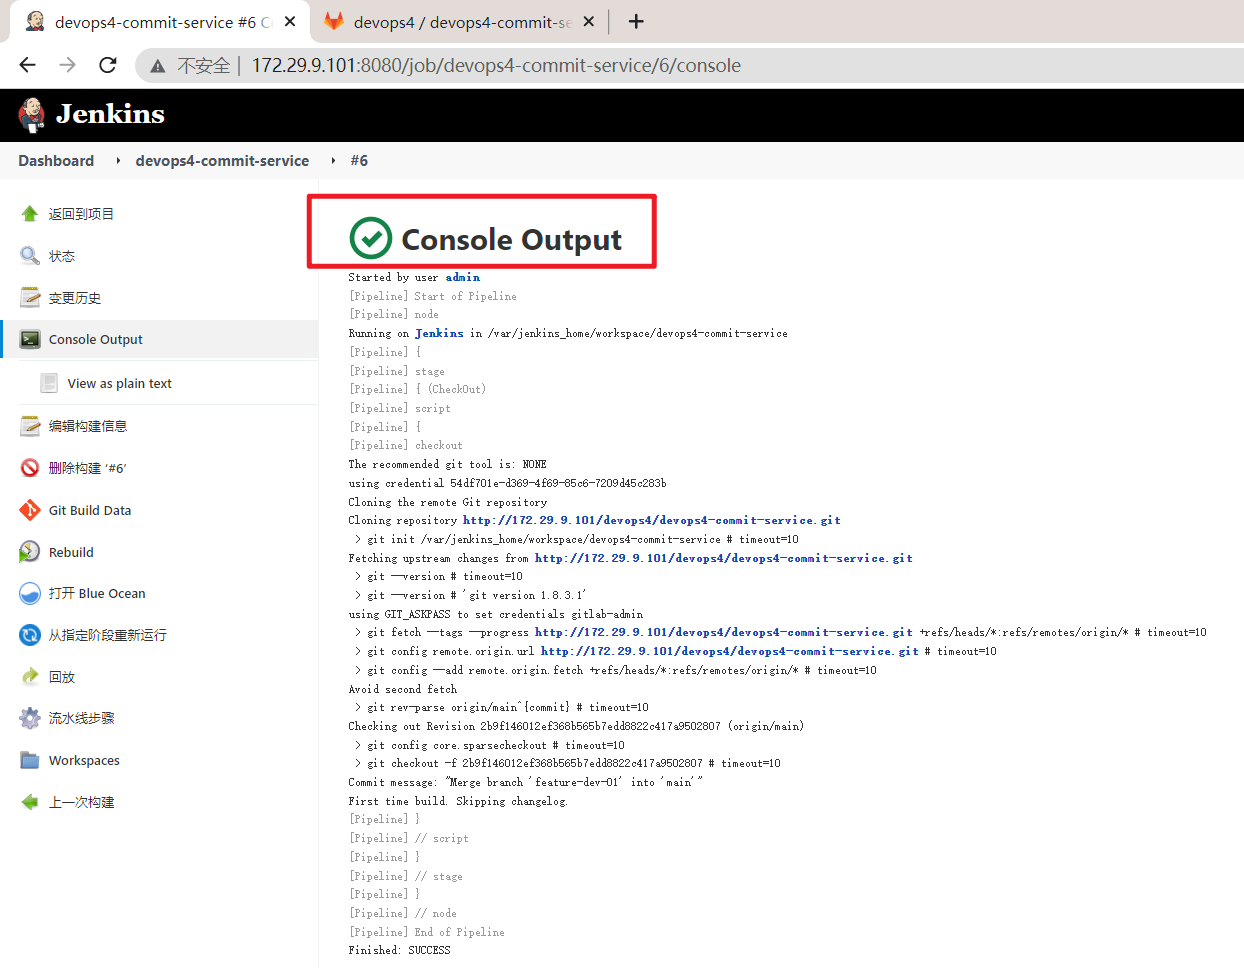 devops4-commit-service #6 Co
devops4 / devops4-commit-se
不安全 | 172.29.9.101:8080/job/devops4-commit-service/6/console
Jenkins
Dashboard
devops4-commit-service
#6
返回到项目
状态
变更历史
Console Output
View as plain text
编辑构建信息
删除构建 ‘#6’
Git Build Data
Rebuild
打开 Blue Ocean
从指定阶段重新运行
回放
流水线步骤
Workspaces
上一次构建
Console Output
Started by user admin
[Pipeline] Start of Pipeline
[Pipeline] node
Running on Jenkins in /var/jenkins_home/workspace/devops4-commit-service
[Pipeline] {
[Pipeline] stage
[Pipeline] { (CheckOut)
[Pipeline] script
[Pipeline] {
[Pipeline] checkout
The recommended git tool is: NONE
using credential 54df701e-d369-4f69-85c6-7209d45c283b
Cloning the remote Git repository
Cloning repository http://172.29.9.101/devops4/devops4-commit-service.git
> git init /var/jenkins_home/workspace/devops4-commit-service # timeout=10
Fetching upstream changes from http://172.29.9.101/devops4/devops4-commit-service.git
> git --version # timeout=10
> git --version # 'git version 1.8.3.1'
using GIT_ASKPASS to set credentials gitlab-admin
> git fetch --tags --progress http://172.29.9.101/devops4/devops4-commit-service.git +refs/heads/*:refs/remotes/origin/* # timeout=10
> git config remote.origin.url http://172.29.9.101/devops4/devops4-commit-service.git # timeout=10
> git config --add remote.origin.fetch +refs/heads/*:refs/remotes/origin/* # timeout=10
Avoid second fetch
> git rev-parse origin/main^{commit} # timeout=10
Checking out Revision 2b9f146012ef368b565b7edd8822c417a9502807 (origin/main)
> git config core.sparsecheckout # timeout=10
> git checkout -f 2b9f146012ef368b565b7edd8822c417a9502807 # timeout=10
Commit message: "Merge branch 'feature-dev-01' into 'main'"
First time build. Skipping changelog.
[Pipeline] }
[Pipeline] // script
[Pipeline] }
[Pipeline] // stage
[Pipeline] }
[Pipeline] // node
[Pipeline] End of Pipeline
Finished: SUCCESS